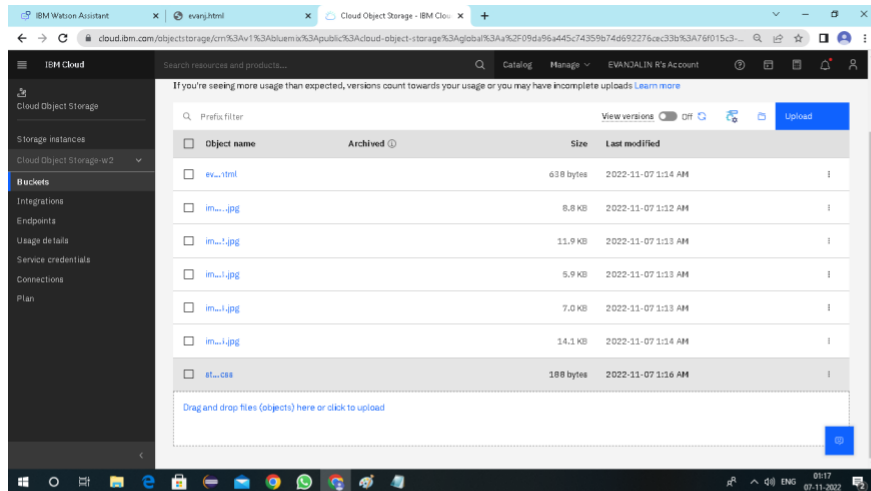 IBM Watson Assistant
evanj.html
Cloud Object Storage - IBM Clou
cloud.ibm.com/objectstorage/crn%3Av1%3Abluemix%3Apublic%3Acloud-object-storage%3Aglobal%3Aa%2F09da96a445c74359b74d692276cec33b%3A76f015c3-...
IBM Cloud
Search resources and products...
Catalog
Manage
EVANJALIN R's Account
Cloud Object Storage
Storage instances
Cloud Object Storage-w2
Buckets
Integrations
Endpoints
Usage details
Service credentials
Connections
Plan
If you're seeing more usage than expected, versions count towards your usage or you may have incomplete uploads Learn more
Prefix filter
View versions Off
Upload
Object name Archived Size Last modified
ev...html 638 bytes 2022-11-07 1:14 AM
im....jpg 8.8 KB 2022-11-07 1:12 AM
11.9 KB 2022-11-07 1:13 AM
5.9 KB 2022-11-07 1:13 AM
7.0 KB 2022-11-07 1:13 AM
14.1 KB 2022-11-07 1:14 AM
st...css 188 bytes 2022-11-07 1:16 AM
Drag and drop files (objects) here or click to upload
ENG
01:17
07-11-2022